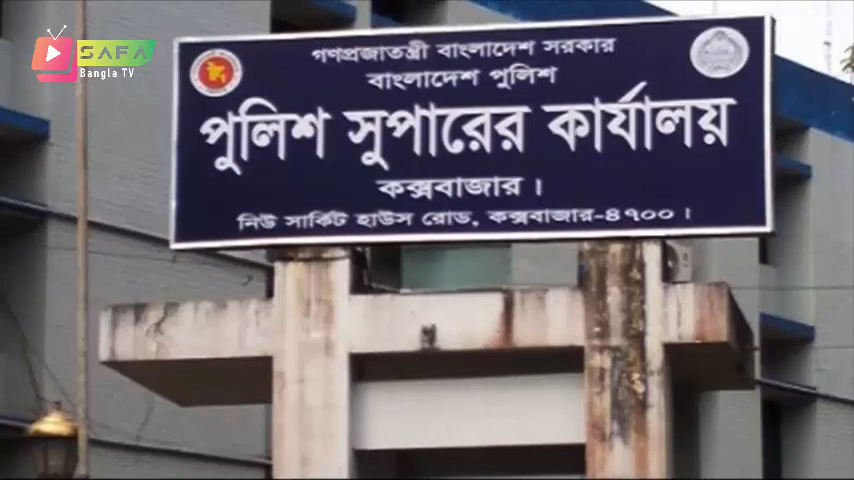 SAFA
Bangla TV
গণপ্রজাতন্ত্রী বাংলাদেশ সরকার
বাংলাদেশ পুলিশ
পুলিশ সুপারের কার্যালয়
কক্সবাজার।
নিউ সার্কিট হাউস রোড, কক্সবাজার-৪৭০০।